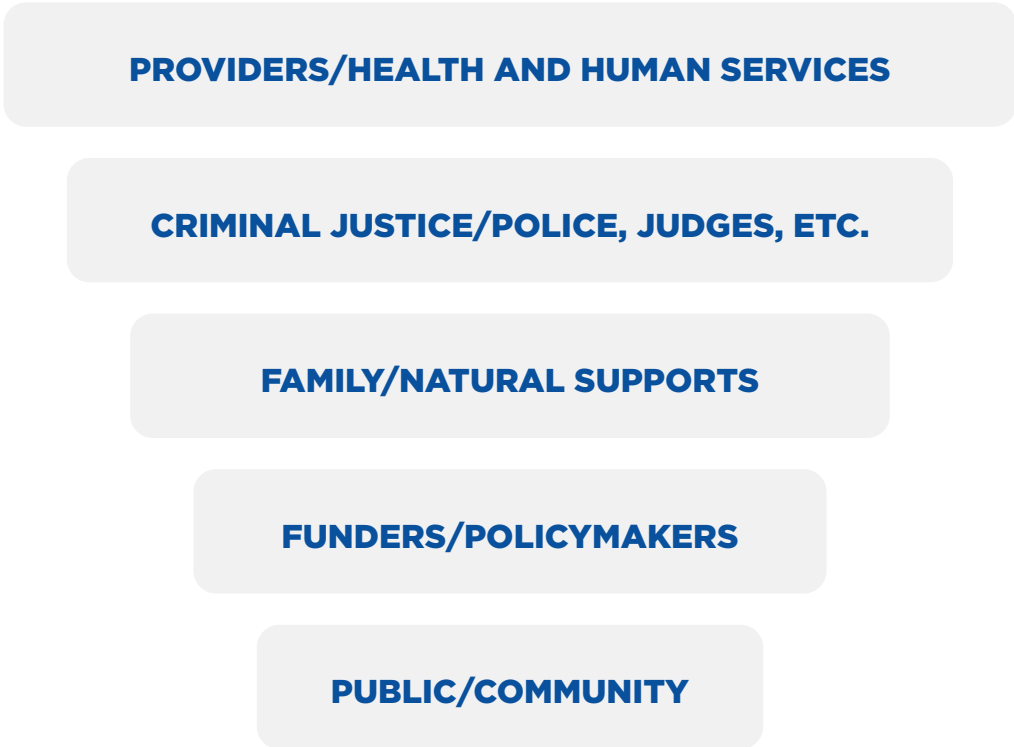 PROVIDERS/HEALTH AND HUMAN SERVICES
CRIMINAL JUSTICE/POLICE, JUDGES, ETC.
FAMILY/NATURAL SUPPORTS
FUNDERS/POLICYMAKERS
PUBLIC/COMMUNITY